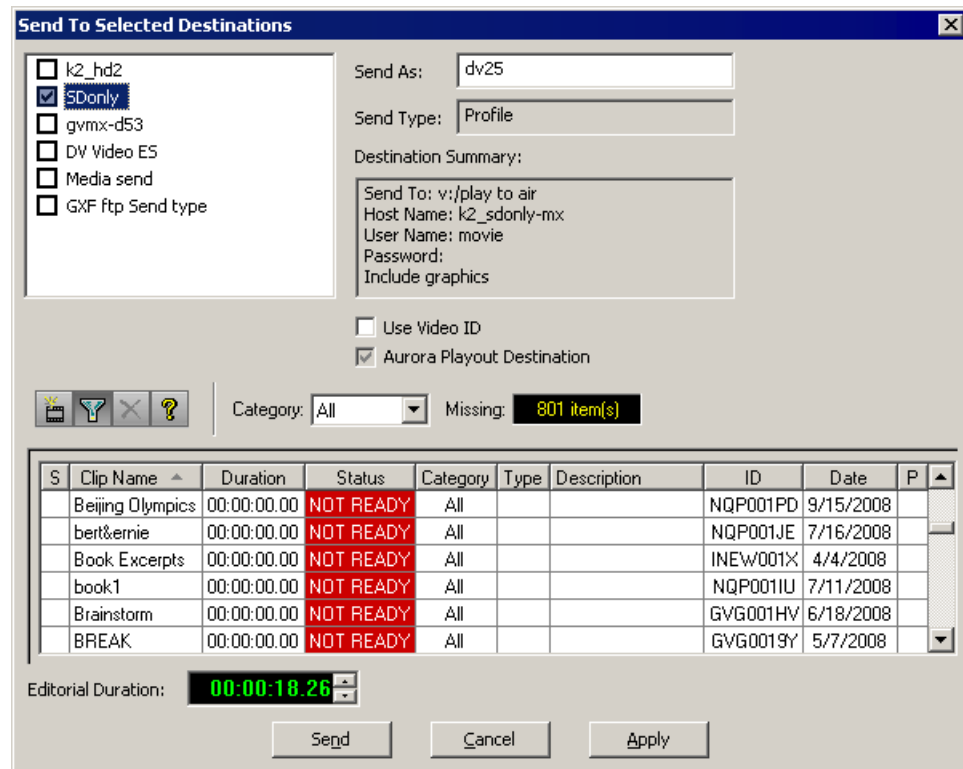 Send To Selected Destinations
k2_hd2
SDonly
gvmx-d53
DV Video ES
Media send
GXF ftp Send type
Send As: dv25
Send Type: Profile
Destination Summary:
Send To: v:/play to air
Host Name: k2_sdonly-mx
User Name: movie
Password:
Include graphics
Use Video ID
Aurora Playout Destination
Category: All Missing: 801 item(s)
S Clip Name Duration Status Category Type Description ID Date P
Beijing Olympics 00:00:00.00 NOT READY All NQP001PD 9/15/2008
bert&ernie 00:00:00.00 NOT READY All NQP001JE 7/16/2008
Book Excerpts 00:00:00.00 NOT READY All INEW001X 4/4/2008
book1 00:00:00.00 NOT READY All NQP001IU 7/11/2008
Brainstorm 00:00:00.00 NOT READY All GVG001HV 6/18/2008
BREAK 00:00:00.00 NOT READY All GVG0019Y 5/7/2008
Editorial Duration: 00:00:18.26
Send Cancel Apply